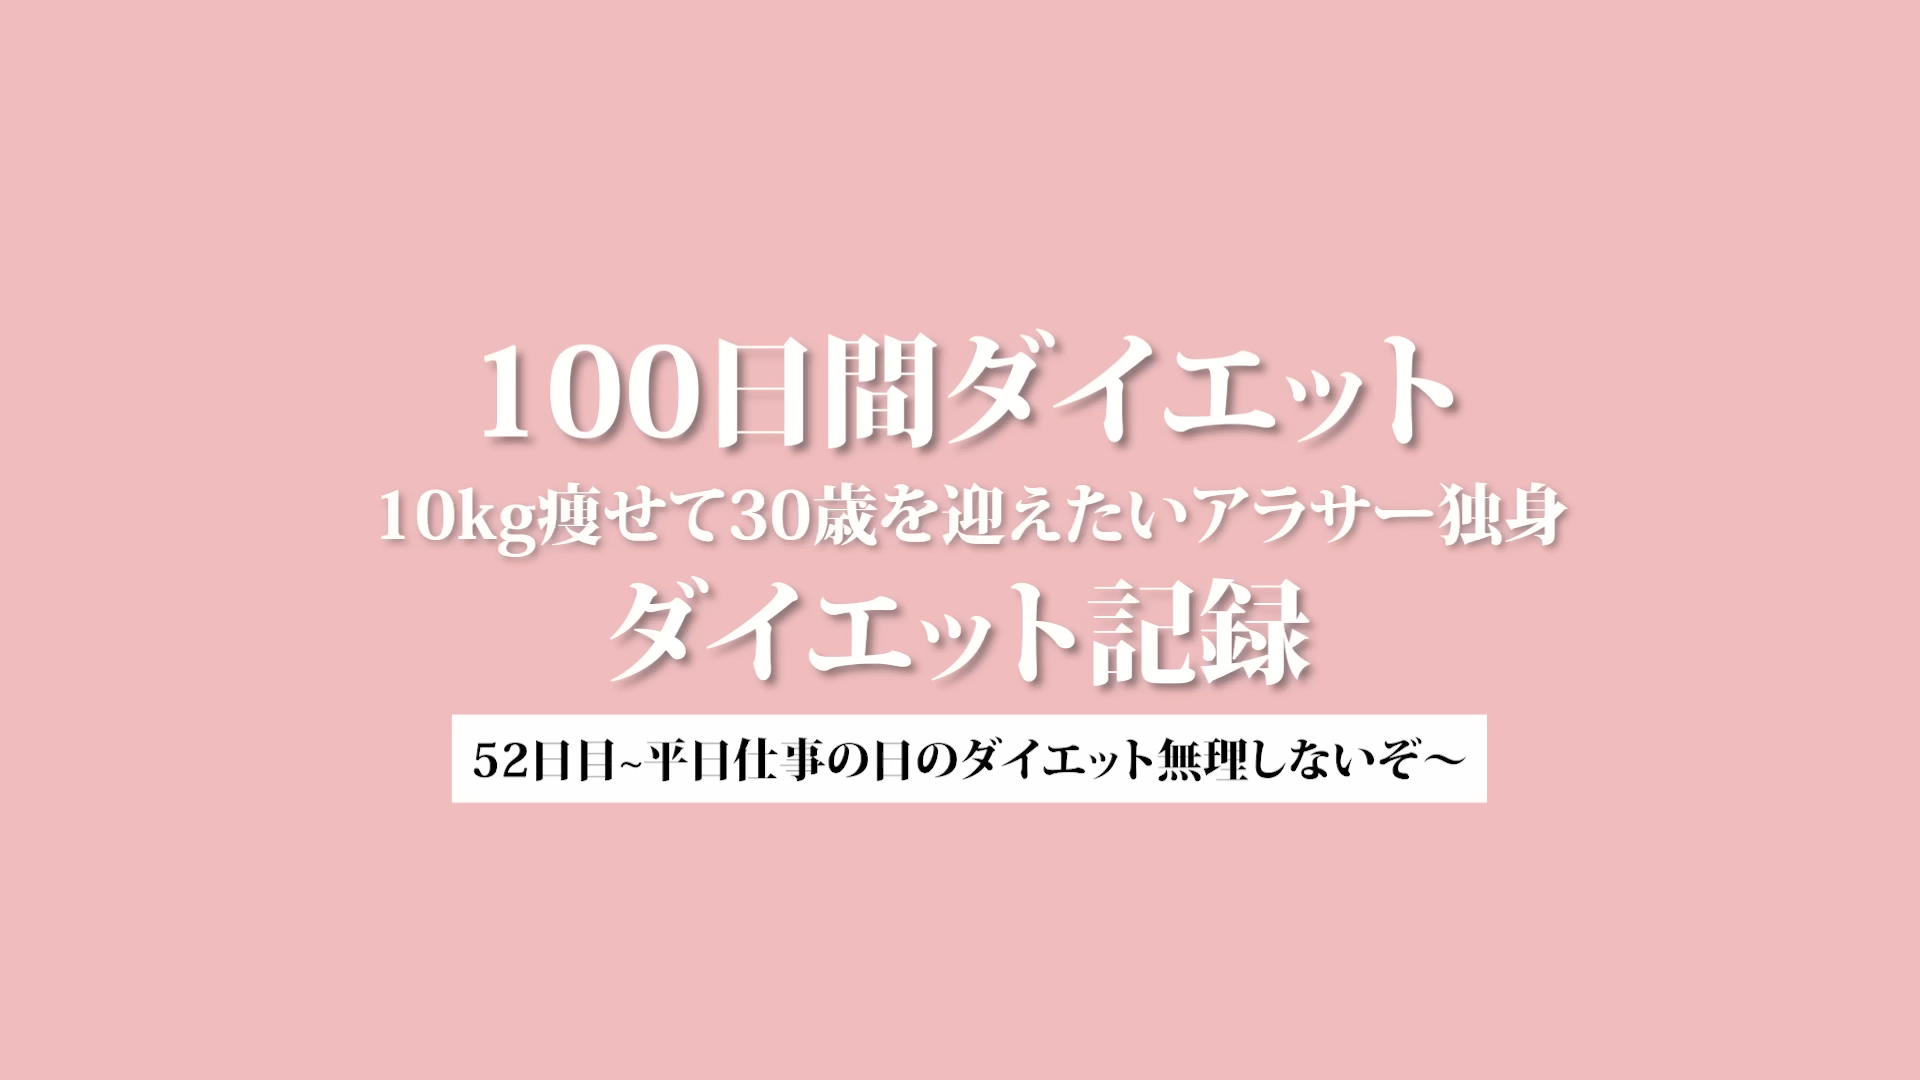 100日間ダイエット
10kg痩せて30歳を迎えたいアラサー独身
ダイエット記録
52日目~平日仕事の日のダイエット無理しないぞ〜